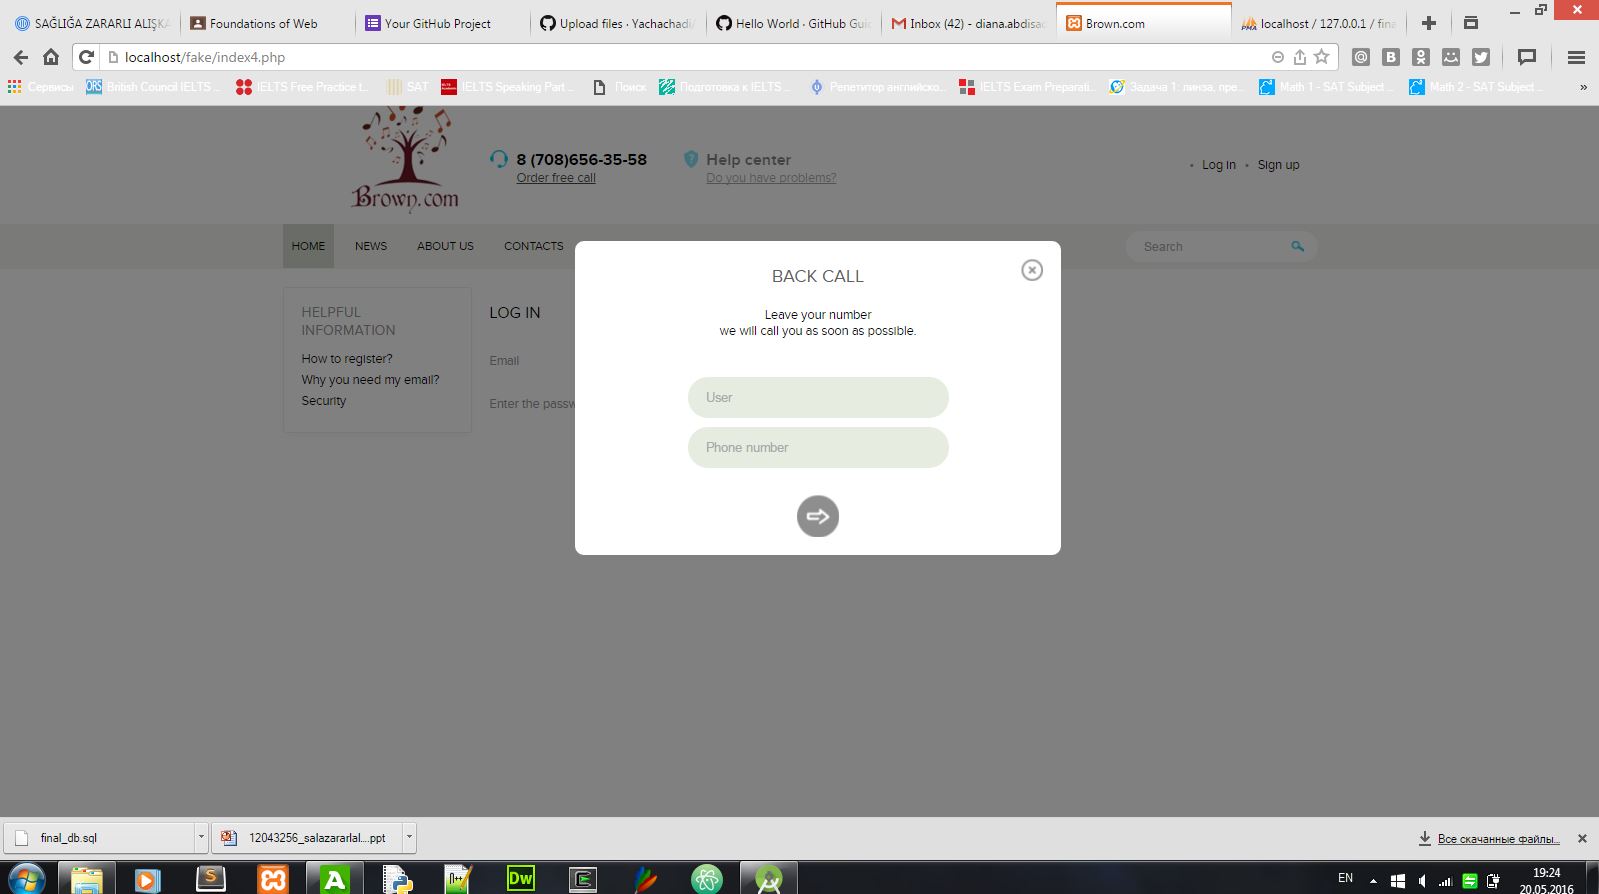 SAĞLIĞA ZARARLI ALIŞKA
Foundations of Web
Your GitHub Project
Upload files · Yachachadi/
Hello World · GitHub Guid
Inbox (42) - diana.abdisad
Brown.com
localhost / 127.0.0.1 / fina
localhost/fake/index4.php
Сервисы
British Council IELTS ...
IELTS Free Practice t...
SAT
IELTS Speaking Part ...
Поиск
Подготовка к IELTS ...
Репетитор английско...
IELTS Exam Preparati...
Задача 1: линза, пре...
Math 1 - SAT Subject ...
Math 2 - SAT Subject ...
»
Brown.com
8 (708)656-35-58
Order free call
Help center
Do you have problems?
• Log in • Sign up
HOME
NEWS
ABOUT US
CONTACTS
Search
HELPFUL
INFORMATION
How to register?
Why you need my email?
Security
LOG IN
Email
Enter the passw
BACK CALL
Leave your number
we will call you as soon as possible.
User
Phone number
final_db.sql
12043256_salazararlal....ppt
Все скачанные файлы...
EN
19:24
20.05.2016